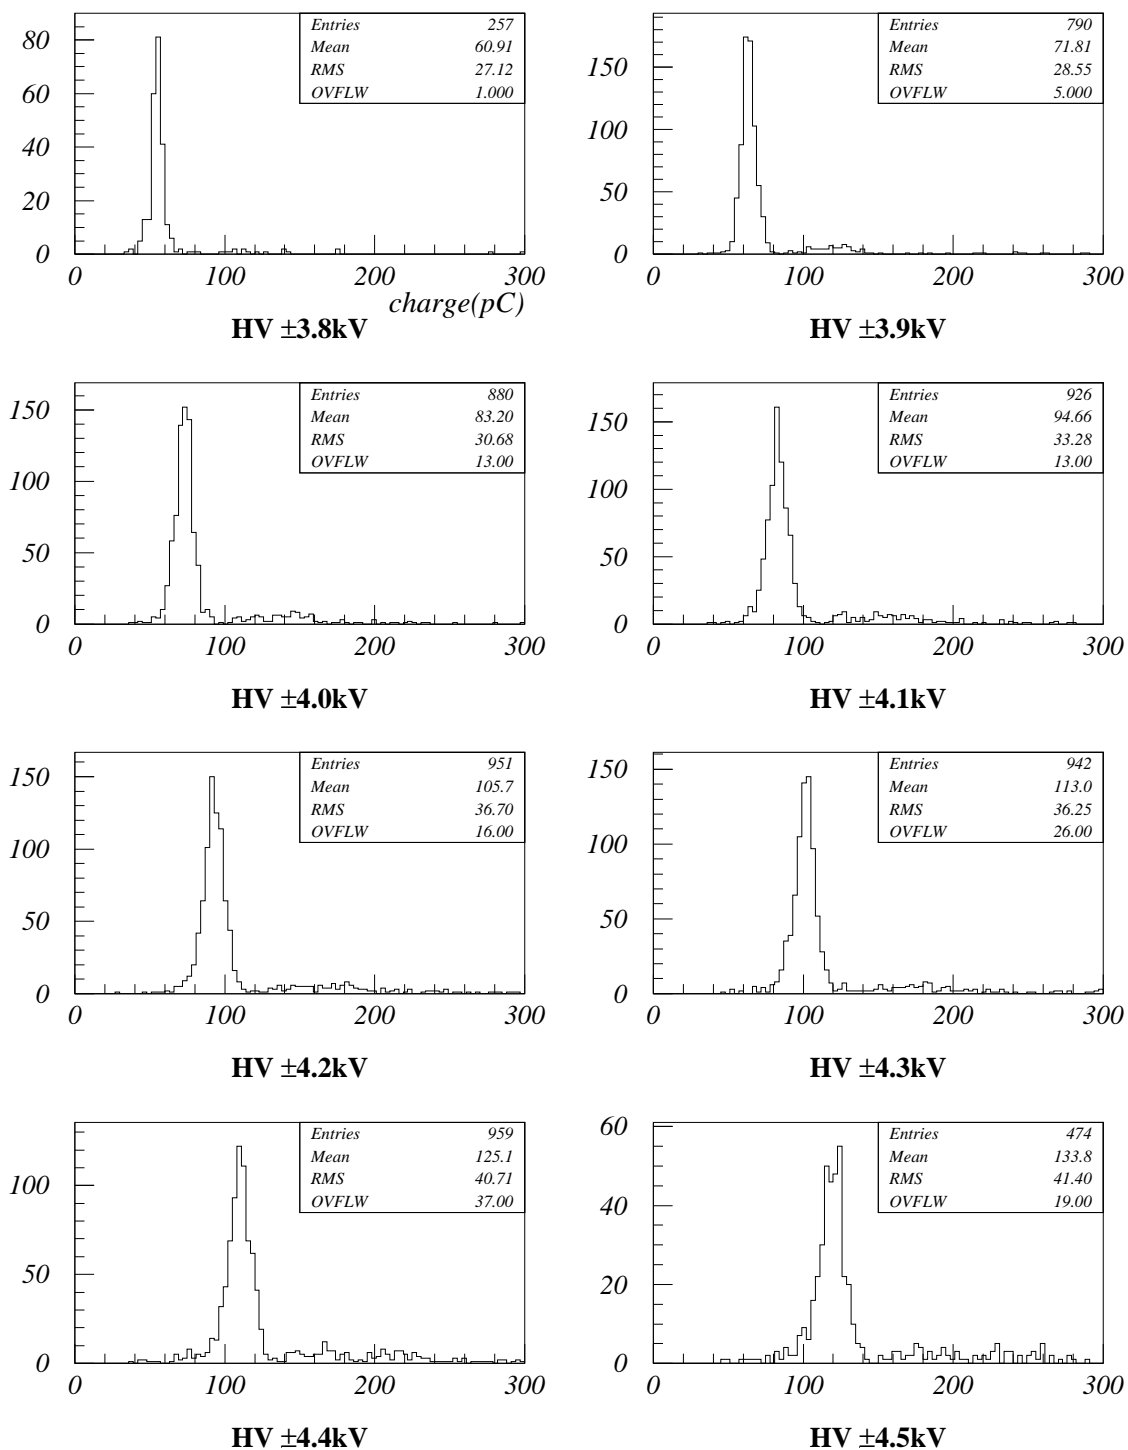 Entries 257
Mean 60.91
RMS 27.12
OVFLW 1.000
80
60
40
20
0
0 100 200 300
charge(pC)
HV ±3.8kV
Entries 790
Mean 71.81
RMS 28.55
OVFLW 5.000
150
100
50
0
0 100 200 300
HV ±3.9kV
Entries 880
Mean 83.20
RMS 30.68
OVFLW 13.00
150
100
50
0
0 100 200 300
HV ±4.0kV
Entries 926
Mean 94.66
RMS 33.28
OVFLW 13.00
150
100
50
0
0 100 200 300
HV ±4.1kV
Entries 951
Mean 105.7
RMS 36.70
OVFLW 16.00
150
100
50
0
0 100 200 300
HV ±4.2kV
Entries 942
Mean 113.0
RMS 36.25
OVFLW 26.00
150
100
50
0
0 100 200 300
HV ±4.3kV
Entries 959
Mean 125.1
RMS 40.71
OVFLW 37.00
100
50
0
0 100 200 300
HV ±4.4kV
Entries 474
Mean 133.8
RMS 41.40
OVFLW 19.00
60
40
20
0
0 100 200 300
HV ±4.5kV